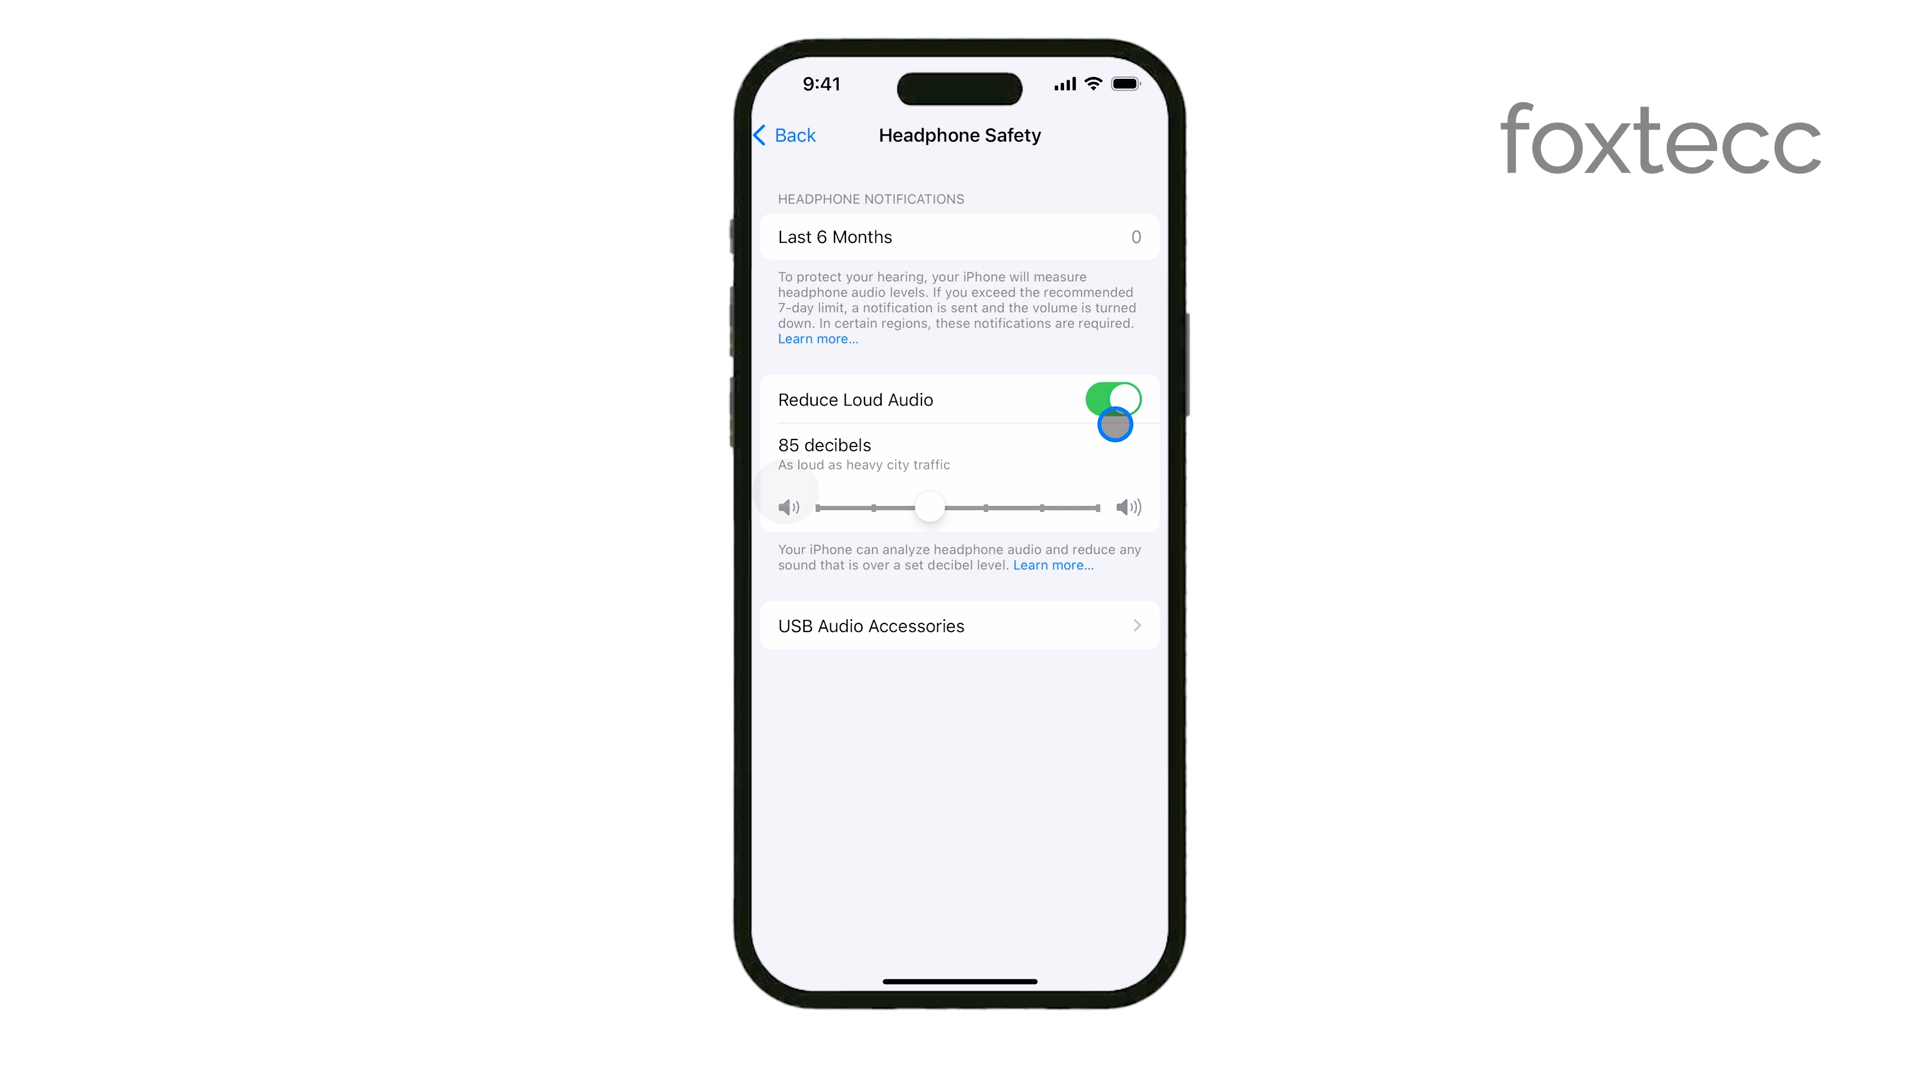 foxtecc
9:41
Back
Headphone Safety
HEADPHONE NOTIFICATIONS
Last 6 Months 0
To protect your hearing, your iPhone will measure
headphone audio levels. If you exceed the recommended
7-day limit, a notification is sent and the volume is turned
down. In certain regions, these notifications are required.
Learn more...
Reduce Loud Audio
85 decibels
As loud as heavy city traffic
Your iPhone can analyze headphone audio and reduce any
sound that is over a set decibel level. Learn more...
USB Audio Accessories